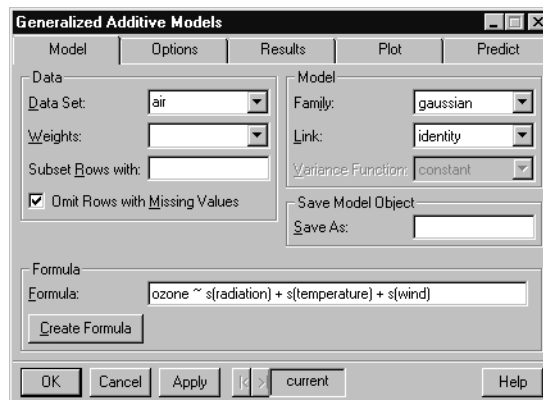 Generalized Additive Models
Model Options Results Plot Predict
Data
Data Set: air
Weights:
Subset Rows with:
Omit Rows with Missing Values
Model
Family: gaussian
Link: identity
Variance Function: constant
Save Model Object
Save As:
Formula
Formula: ozone ~ s(radiation) + s(temperature) + s(wind)
Create Formula
OK Cancel Apply current Help